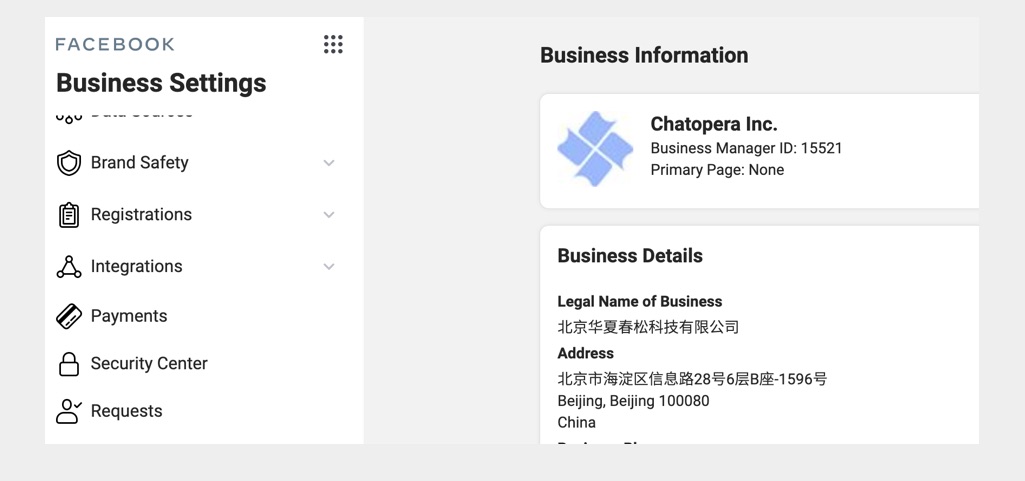 FACEBOOK
Business Settings
Data Sources
Brand Safety
Registrations
Integrations
Payments
Security Center
Requests
Business Information
Chatopera Inc.
Business Manager ID: 15521
Primary Page: None
Business Details
Legal Name of Business
北京华夏春松科技有限公司
Address
北京市海淀区信息路28号6层B座-1596号
Beijing, Beijing 100080
China